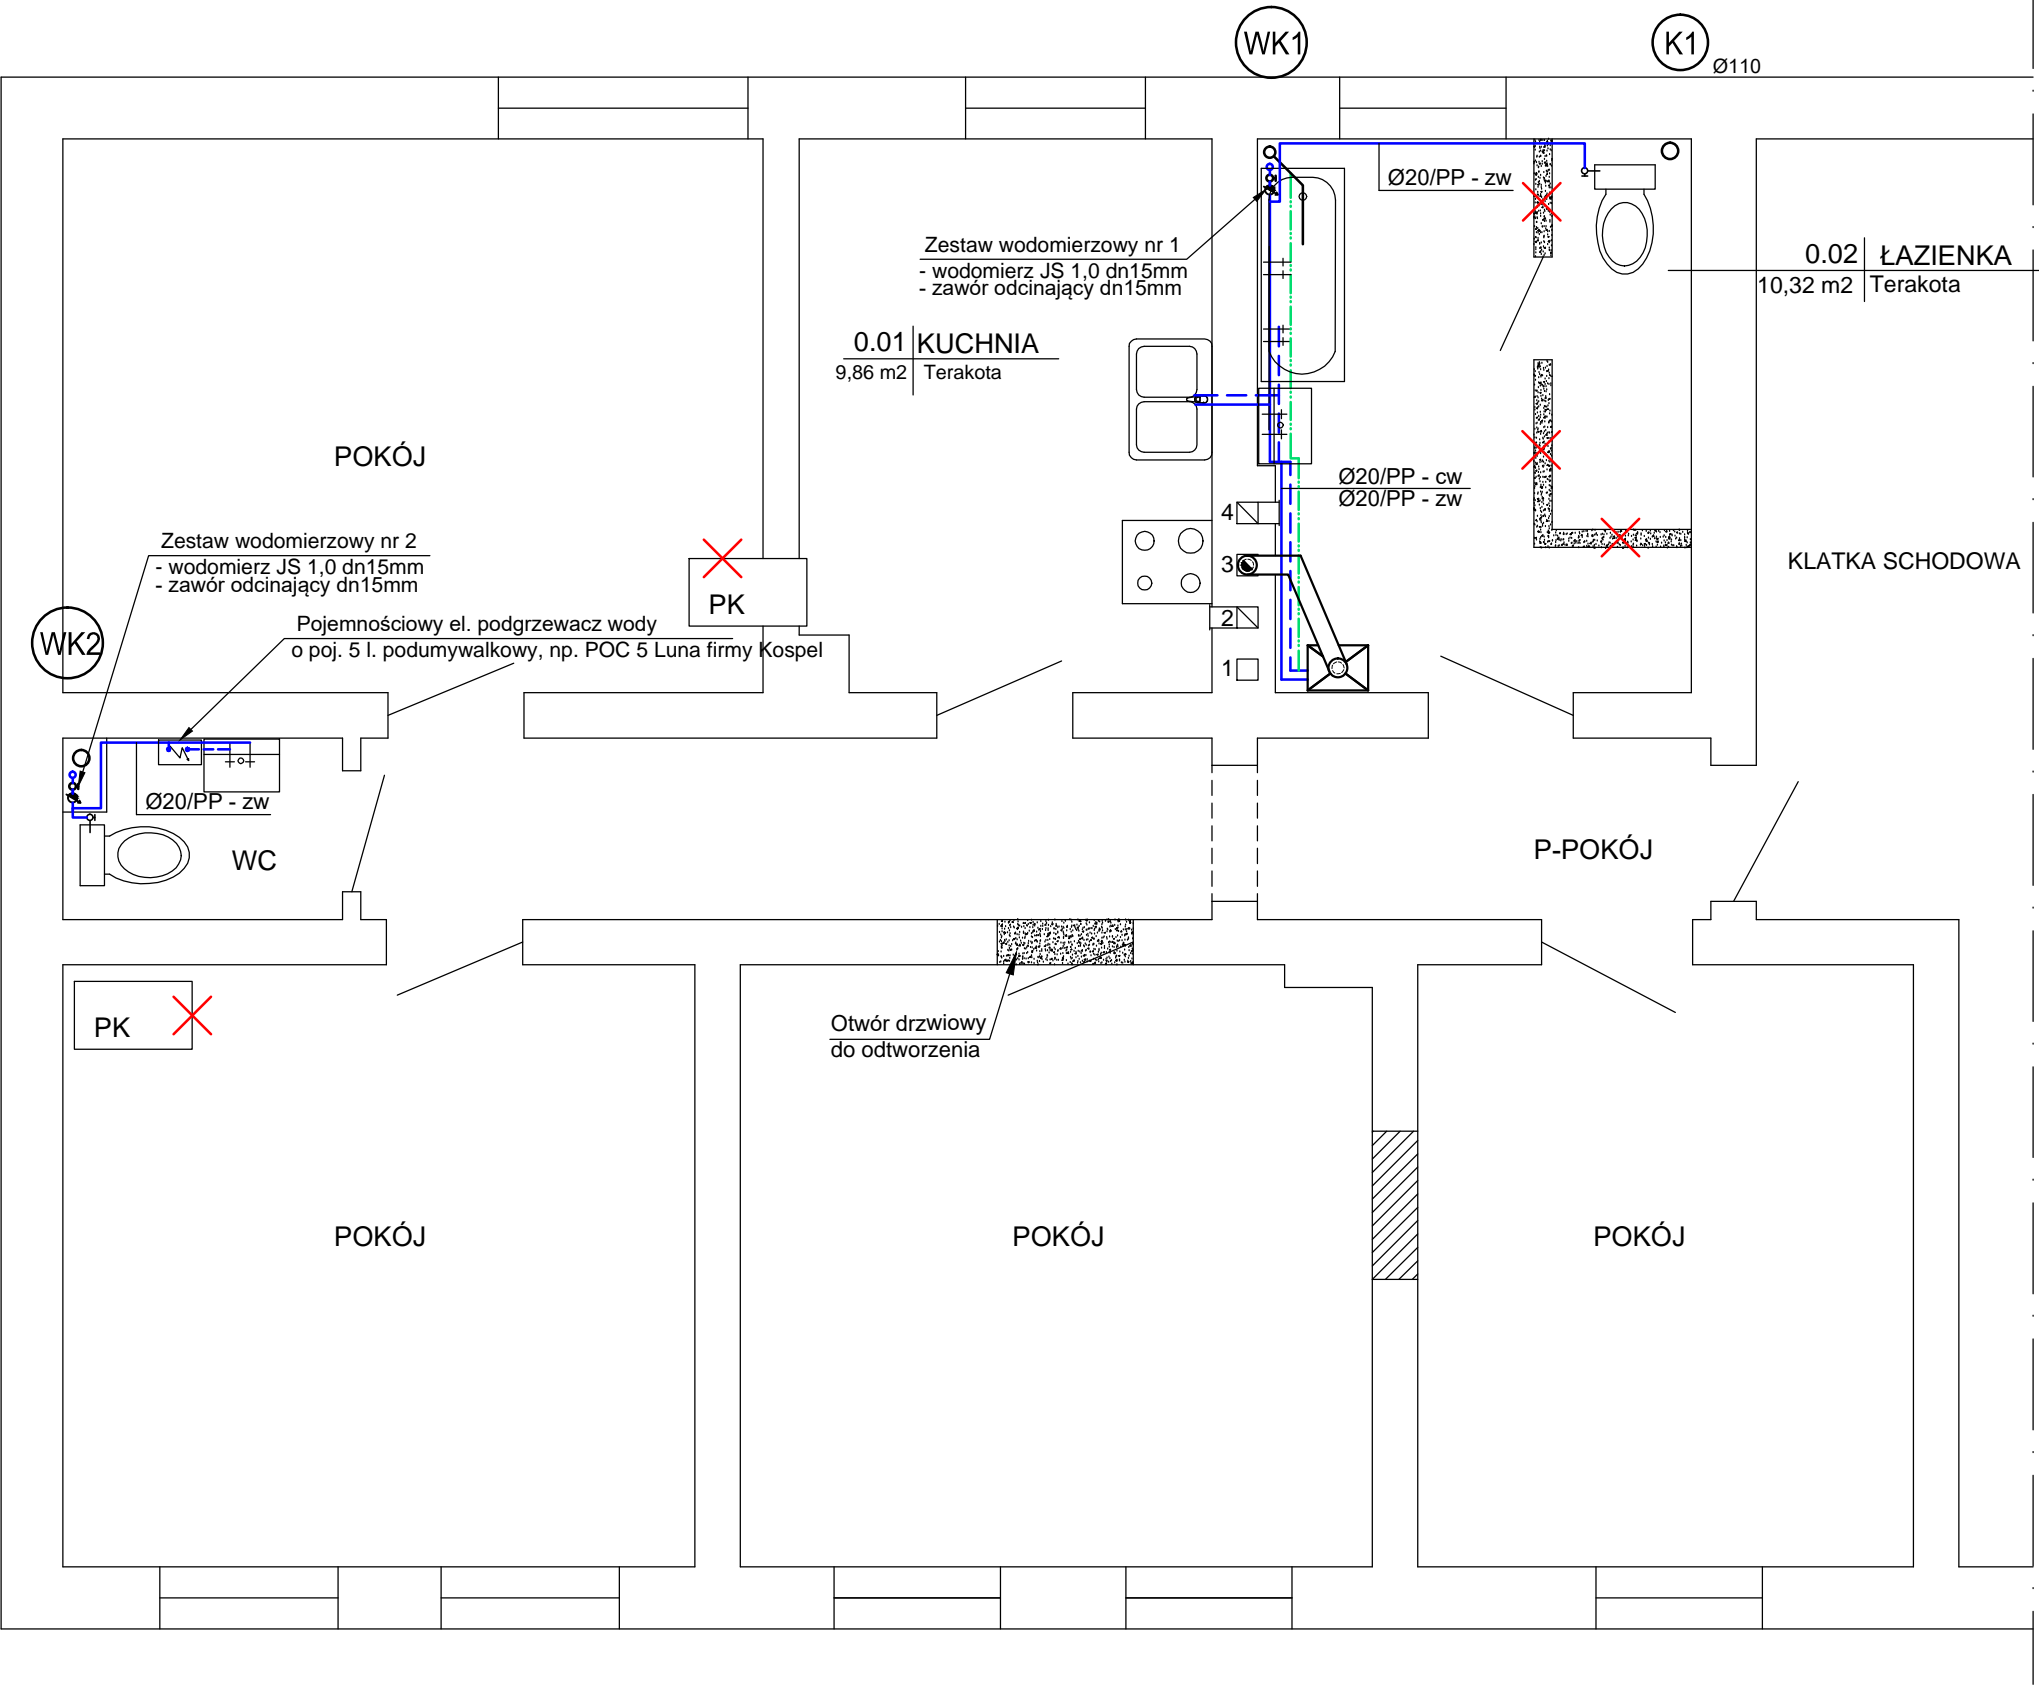 WK1
K1
Ø110
Ø20/PP - zw
Zestaw wodomierzowy nr 1
- wodomierz JS 1,0 dn15mm
- zawór odcinający dn15mm
0.02 ŁAZIENKA
10,32 m2 Terakota
0.01 KUCHNIA
9,86 m2 Terakota
POKÓJ
Ø20/PP - cw
Ø20/PP - zw
4
3
2
1
Zestaw wodomierzowy nr 2
- wodomierz JS 1,0 dn15mm
- zawór odcinający dn15mm
KLATKA SCHODOWA
PK
WK2
Pojemnościowy el. podgrzewacz wody
o poj. 5 l. podumywalkowy, np. POC 5 Luna firmy Kospel
Ø20/PP - zw
WC
P-POKÓJ
PK
Otwór drzwiowy
do odtworzenia
POKÓJ
POKÓJ
POKÓJ